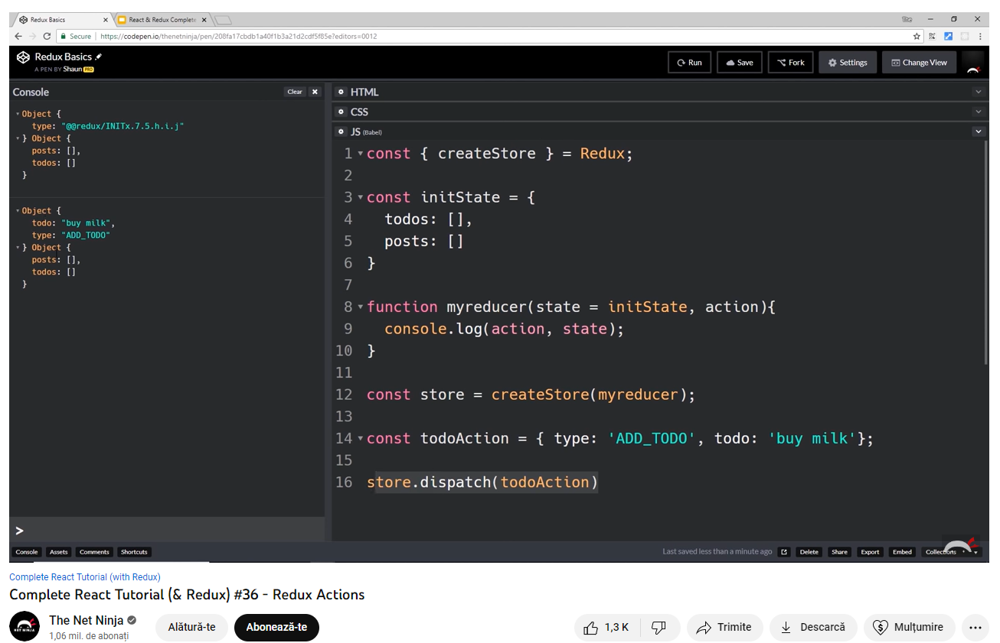 Redux Basics
React & Redux Complete
Secure
https://codepen.io/thenetninja/pen/208fa17cbdb1a40f1b3a21d2cdf5f85e?editors=0012
Redux Basics
A PEN BY Shaun PRO
Run
Save
Fork
Settings
Change View
Console
Clear
Object {
type: "@@redux/INITx.7.5.h.i.j"
} Object {
posts: [],
todos: []
}
Object {
todo: "buy milk",
type: "ADD_TODO"
} Object {
posts: [],
todos: []
}
>
HTML
CSS
JS (Babel)
1 const { createStore } = Redux;
2
3 const initState = {
4 todos: [],
5 posts: []
6 }
7
8 function myreducer(state = initState, action){
9 console.log(action, state);
10 }
11
12 const store = createStore(myreducer);
13
14 const todoAction = { type: 'ADD_TODO', todo: 'buy milk'};
15
16 store.dispatch(todoAction)
Console
Assets
Comments
Shortcuts
Last saved less than a minute ago
Delete
Share
Export
Embed
Collections
Complete React Tutorial (with Redux)
Complete React Tutorial (& Redux) #36 - Redux Actions
NET NINJA
The Net Ninja
1,06 mil. de abonați
Alătură-te
Abonează-te
1,3 K
Trimite
Descarcă
Mulțumire